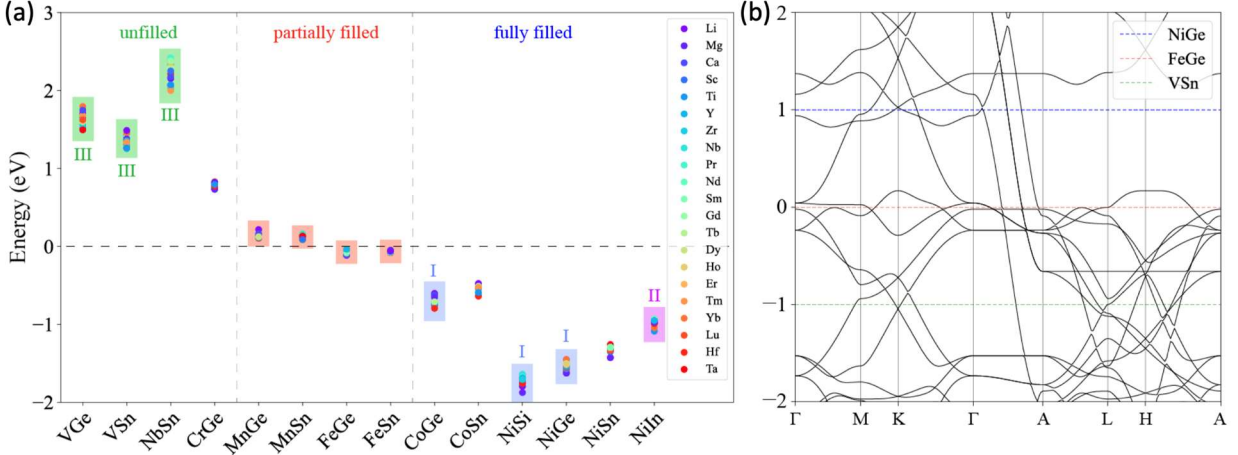 (a)
3
2
1
0
−1
−2
Energy (eV)
unfilled
partially filled
fully filled
III
III
III
I
I
I
II
Li
Mg
Ca
Sc
Ti
Y
Zr
Nb
Pr
Nd
Sm
Gd
Tb
Dy
Ho
Er
Tm
Yb
Lu
Hf
Ta
VGe
VSn
NbSn
CrGe
MnGe
MnSn
FeGe
FeSn
CoGe
CoSn
NiSi
NiGe
NiSn
NiIn
(b)
2
1
0
−1
−2
NiGe
FeGe
VSn
Γ M K Γ A L H A